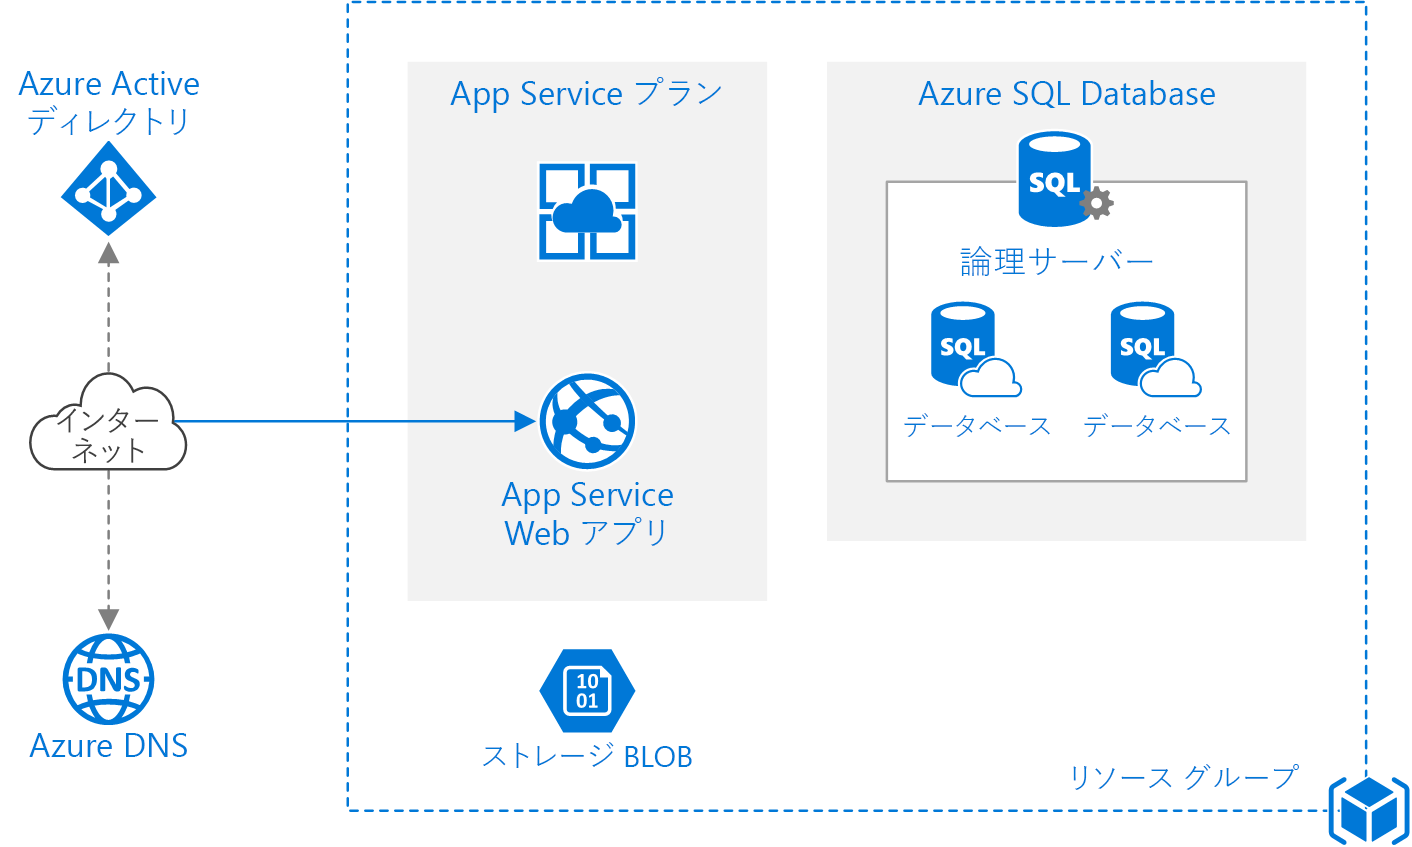 Azure Active
ディレクトリ
インター
ネット
DNS
Azure DNS
App Service プラン
App Service
Web アプリ
10
01
ストレージ BLOB
Azure SQL Database
SQL
論理サーバー
SQL
データベース
SQL
データベース
リソース グループ